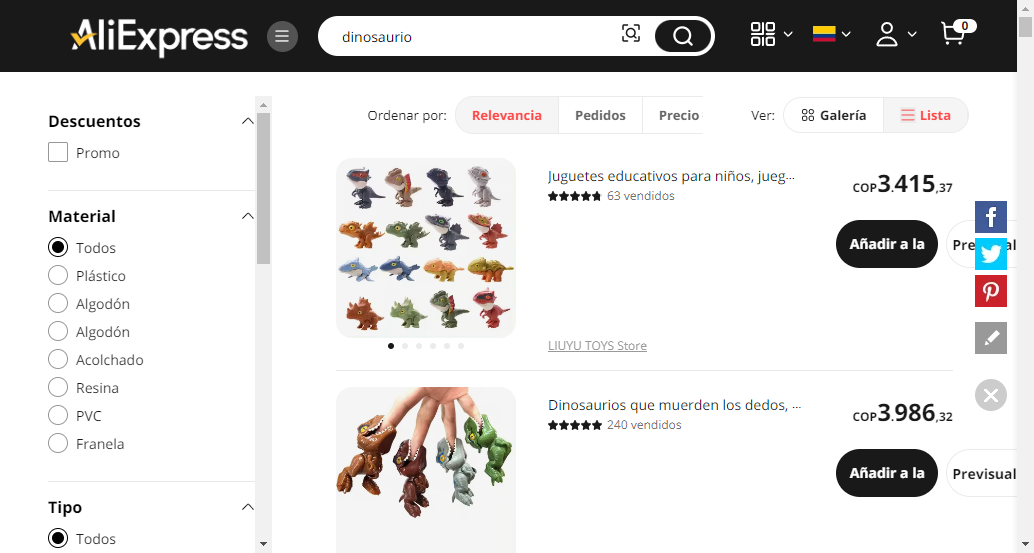 AliExpress
dinosaurio
0
Descuentos
Promo
Material
Todos
Plástico
Algodón
Algodón
Acolchado
Resina
PVC
Franela
Tipo
Todos
Ordenar por:
Relevancia
Pedidos
Precio
Ver:
Galería
Lista
Juguetes educativos para niños, jueg...
63 vendidos
COP3.415,37
Añadir a la
LIUYU TOYS Store
Dinosaurios que muerden los dedos, ...
240 vendidos
COP3.986,32
Añadir a la
Previsual